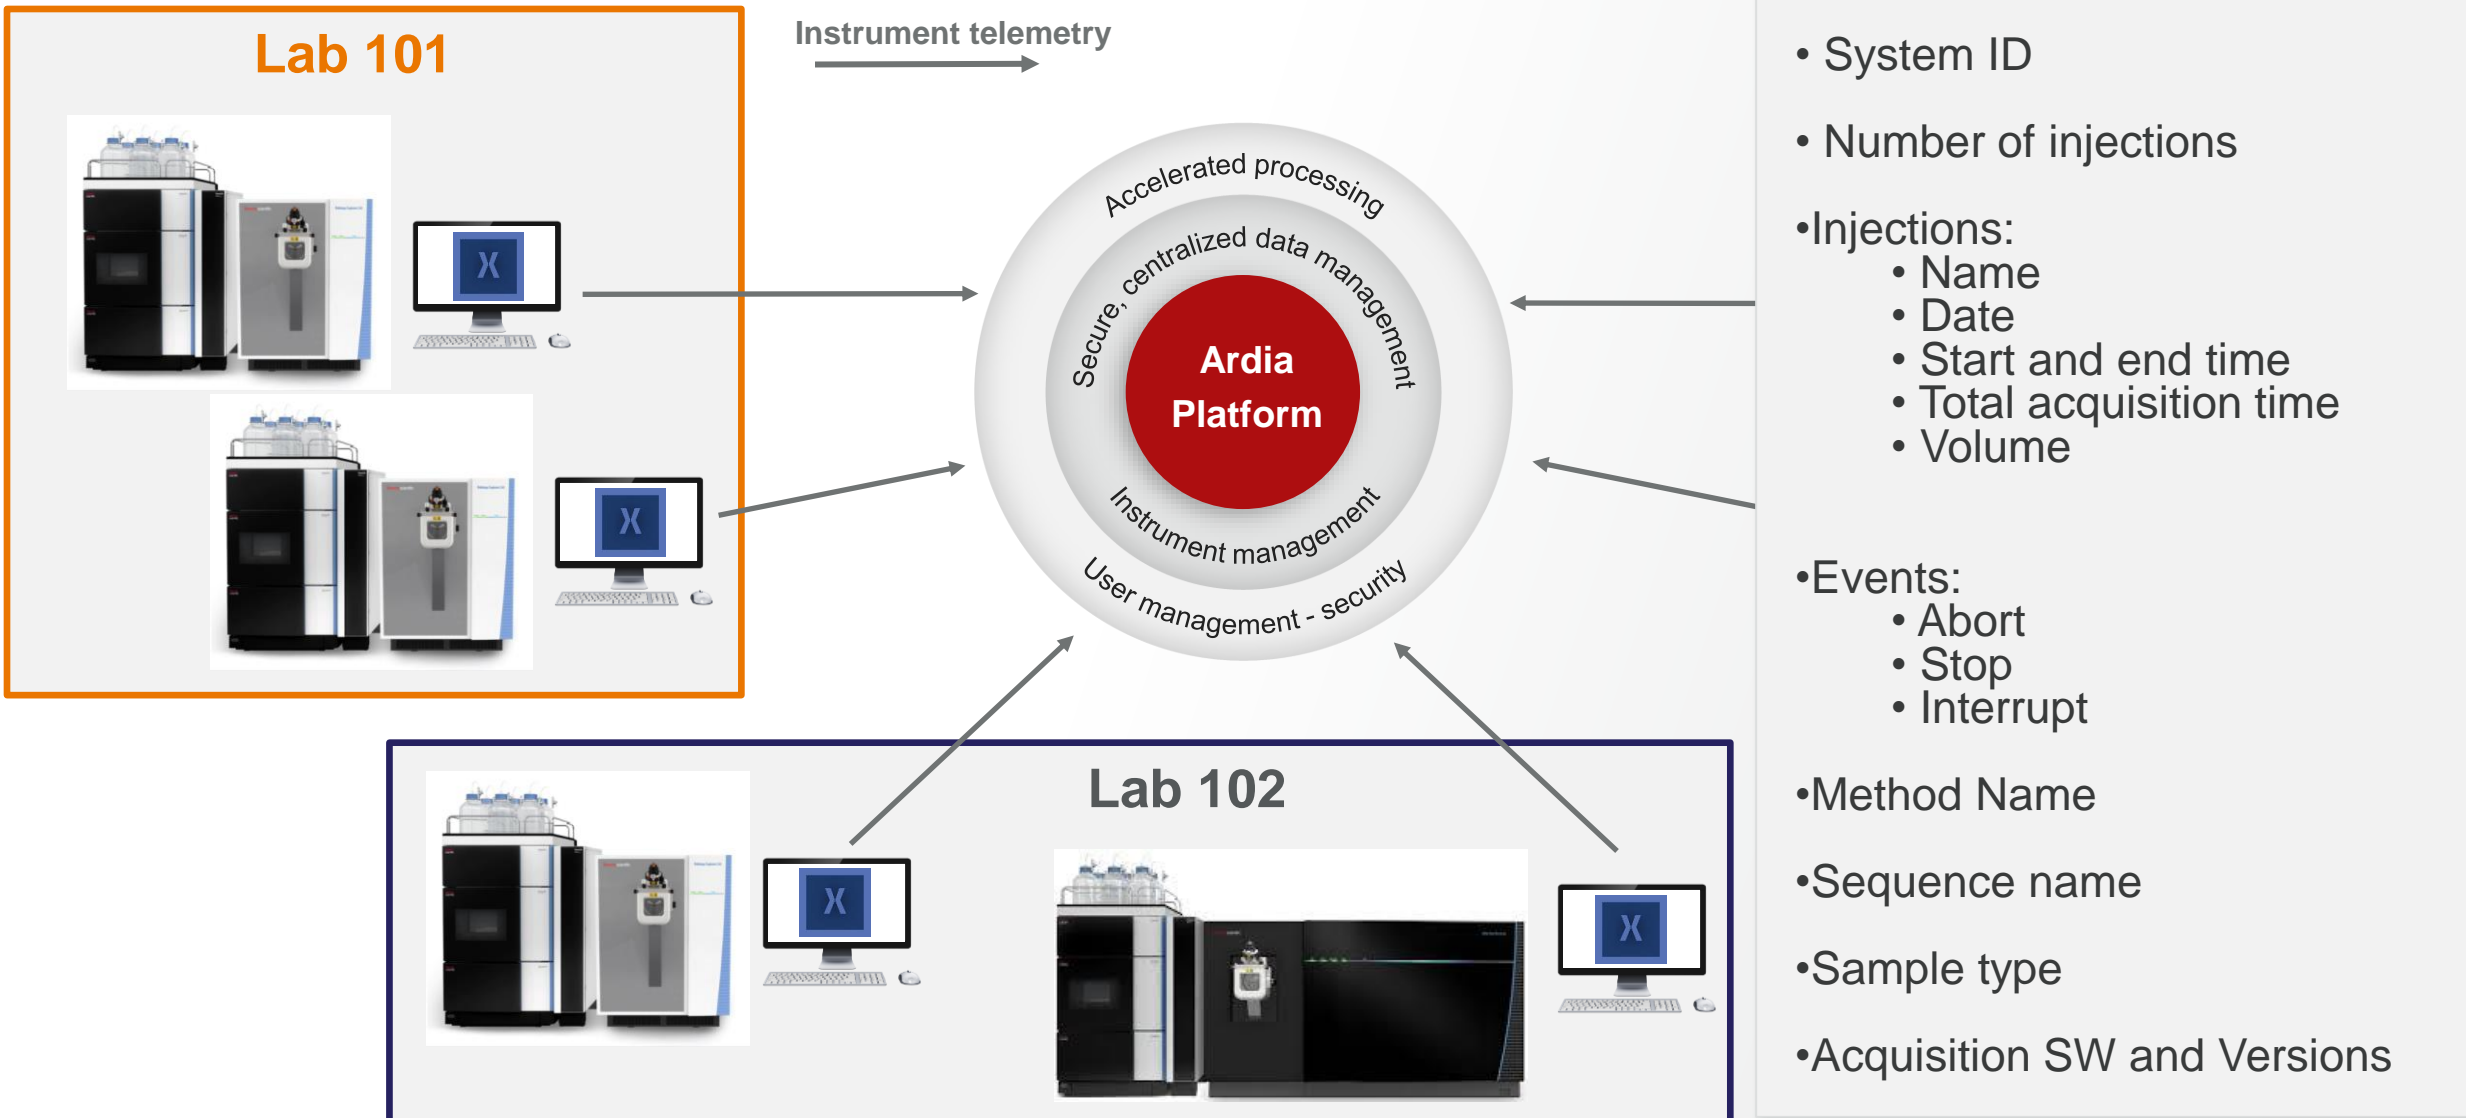 Lab 101
Instrument telemetry
Accelerated processing
Secure, centralized data management
Ardia
Platform
Instrument management
User management - security
Lab 102
• System ID
• Number of injections
•Injections:
• Name
• Date
• Start and end time
• Total acquisition time
• Volume
•Events:
• Abort
• Stop
• Interrupt
•Method Name
•Sequence name
•Sample type
•Acquisition SW and Versions